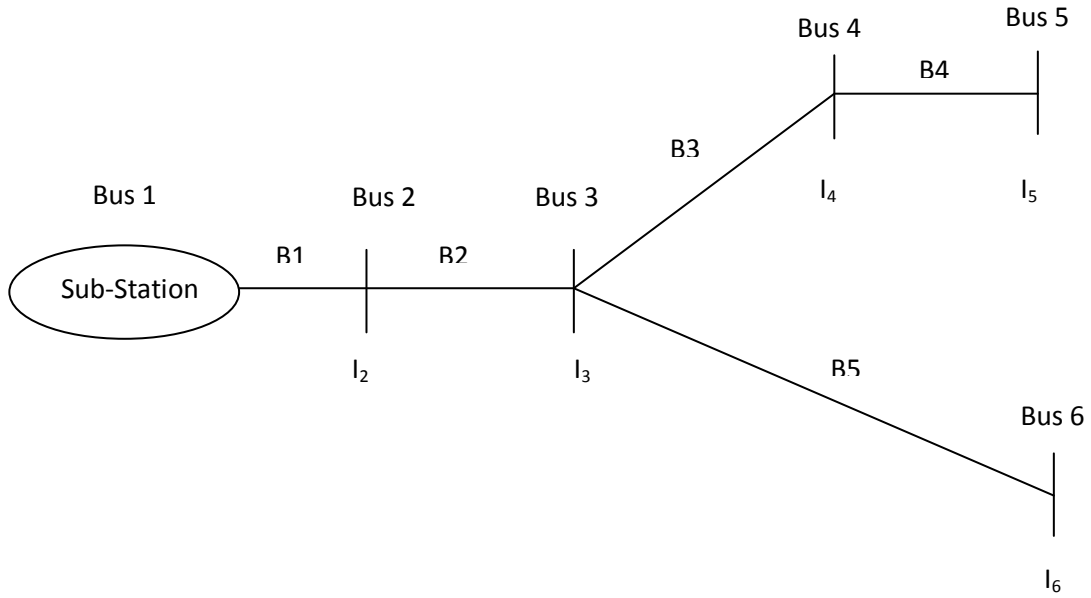 Bus 5
Bus 4
B4
B3
I₄
I₅
Bus 1
Bus 2
Bus 3
B1
B2
Sub-Station
I₂
I₃
B5
Bus 6
I₆